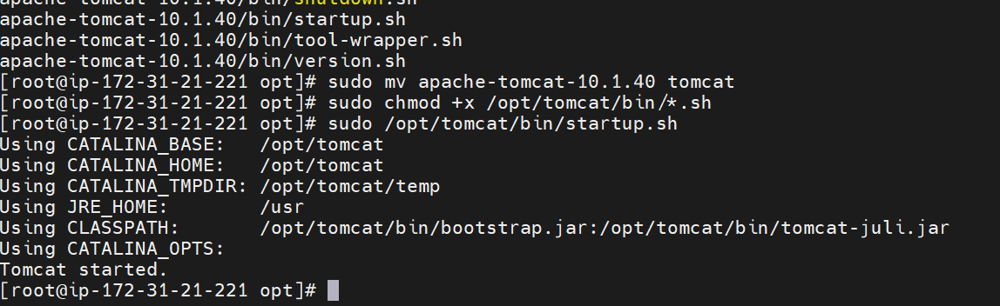 apache-tomcat-10.1.40/bin/shutdown.sh
apache-tomcat-10.1.40/bin/startup.sh
apache-tomcat-10.1.40/bin/tool-wrapper.sh
apache-tomcat-10.1.40/bin/version.sh
[root@ip-172-31-21-221 opt]# sudo mv apache-tomcat-10.1.40 tomcat
[root@ip-172-31-21-221 opt]# sudo chmod +x /opt/tomcat/bin/*.sh
[root@ip-172-31-21-221 opt]# sudo /opt/tomcat/bin/startup.sh
Using CATALINA_BASE:   /opt/tomcat
Using CATALINA_HOME:   /opt/tomcat
Using CATALINA_TMPDIR: /opt/tomcat/temp
Using JRE_HOME:        /usr
Using CLASSPATH:       /opt/tomcat/bin/bootstrap.jar:/opt/tomcat/bin/tomcat-juli.jar
Using CATALINA_OPTS:
Tomcat started.
[root@ip-172-31-21-221 opt]#